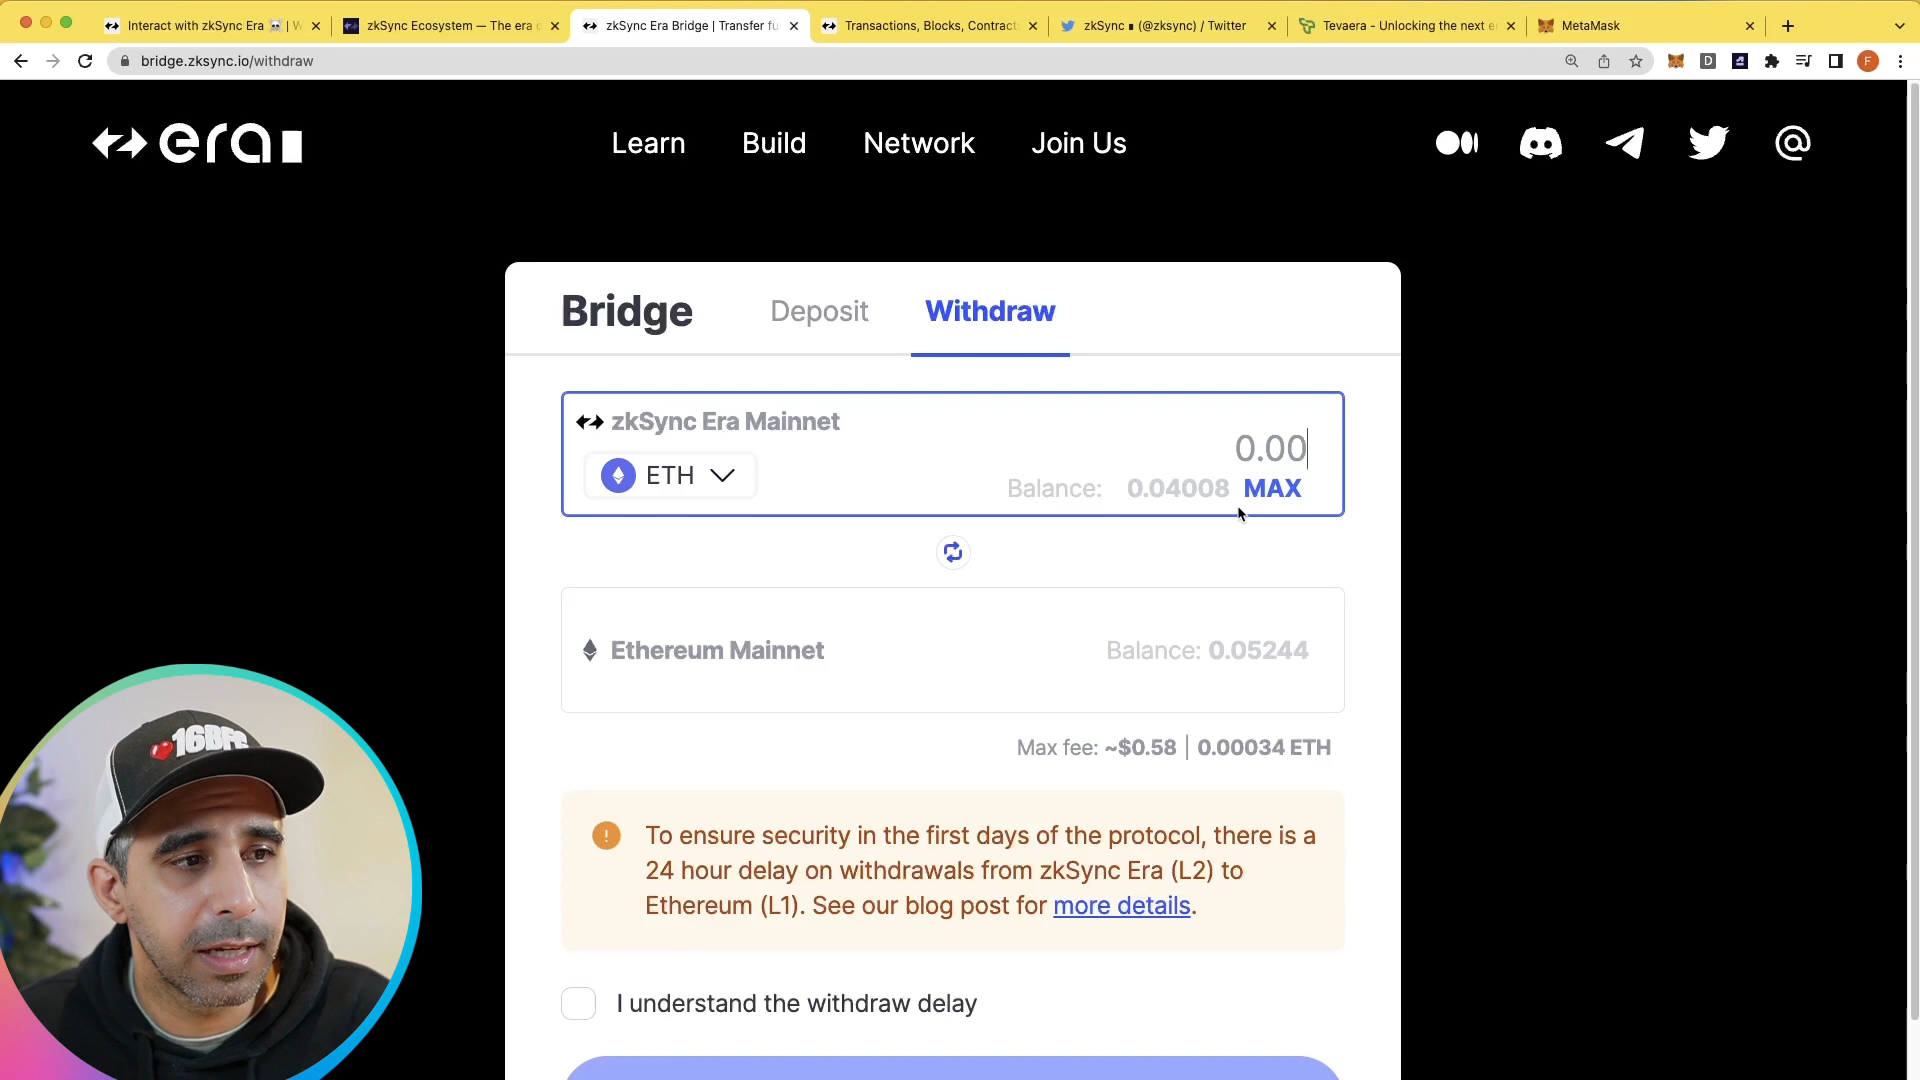 Interact with zkSync Era ☠️ | W
zkSync Ecosystem — The era o
zkSync Era Bridge | Transfer fu
Transactions, Blocks, Contract
zkSync ∎ (@zksync) / Twitter
Tevaera - Unlocking the next e
MetaMask
bridge.zksync.io/withdraw
D
F
era
Learn
Build
Network
Join Us
Bridge
Deposit
Withdraw
zkSync Era Mainnet
0.00
ETH
Balance: 0.04008 MAX
Ethereum Mainnet
Balance: 0.05244
Max fee: ~$0.58 | 0.00034 ETH
To ensure security in the first days of the protocol, there is a
24 hour delay on withdrawals from zkSync Era (L2) to
Ethereum (L1). See our blog post for more details.
I understand the withdraw delay